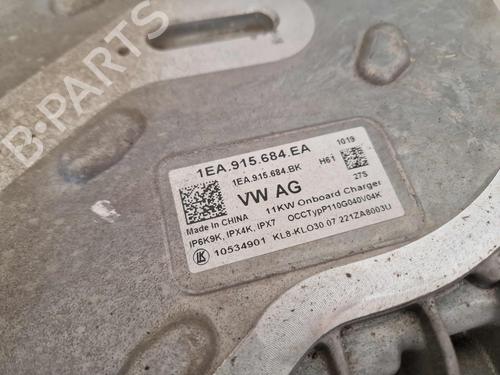 B-PARTS
1EA.915.684.EA
1EA.915.684.BK
H61
1019
VW AG
27S
Made in CHINA
11KW Onboard Charger
IP6K9K, IPX4K, IPX7
OCCTypP110G040V04K
LK
10534901 KL8-KLO30 07 221ZA8003U